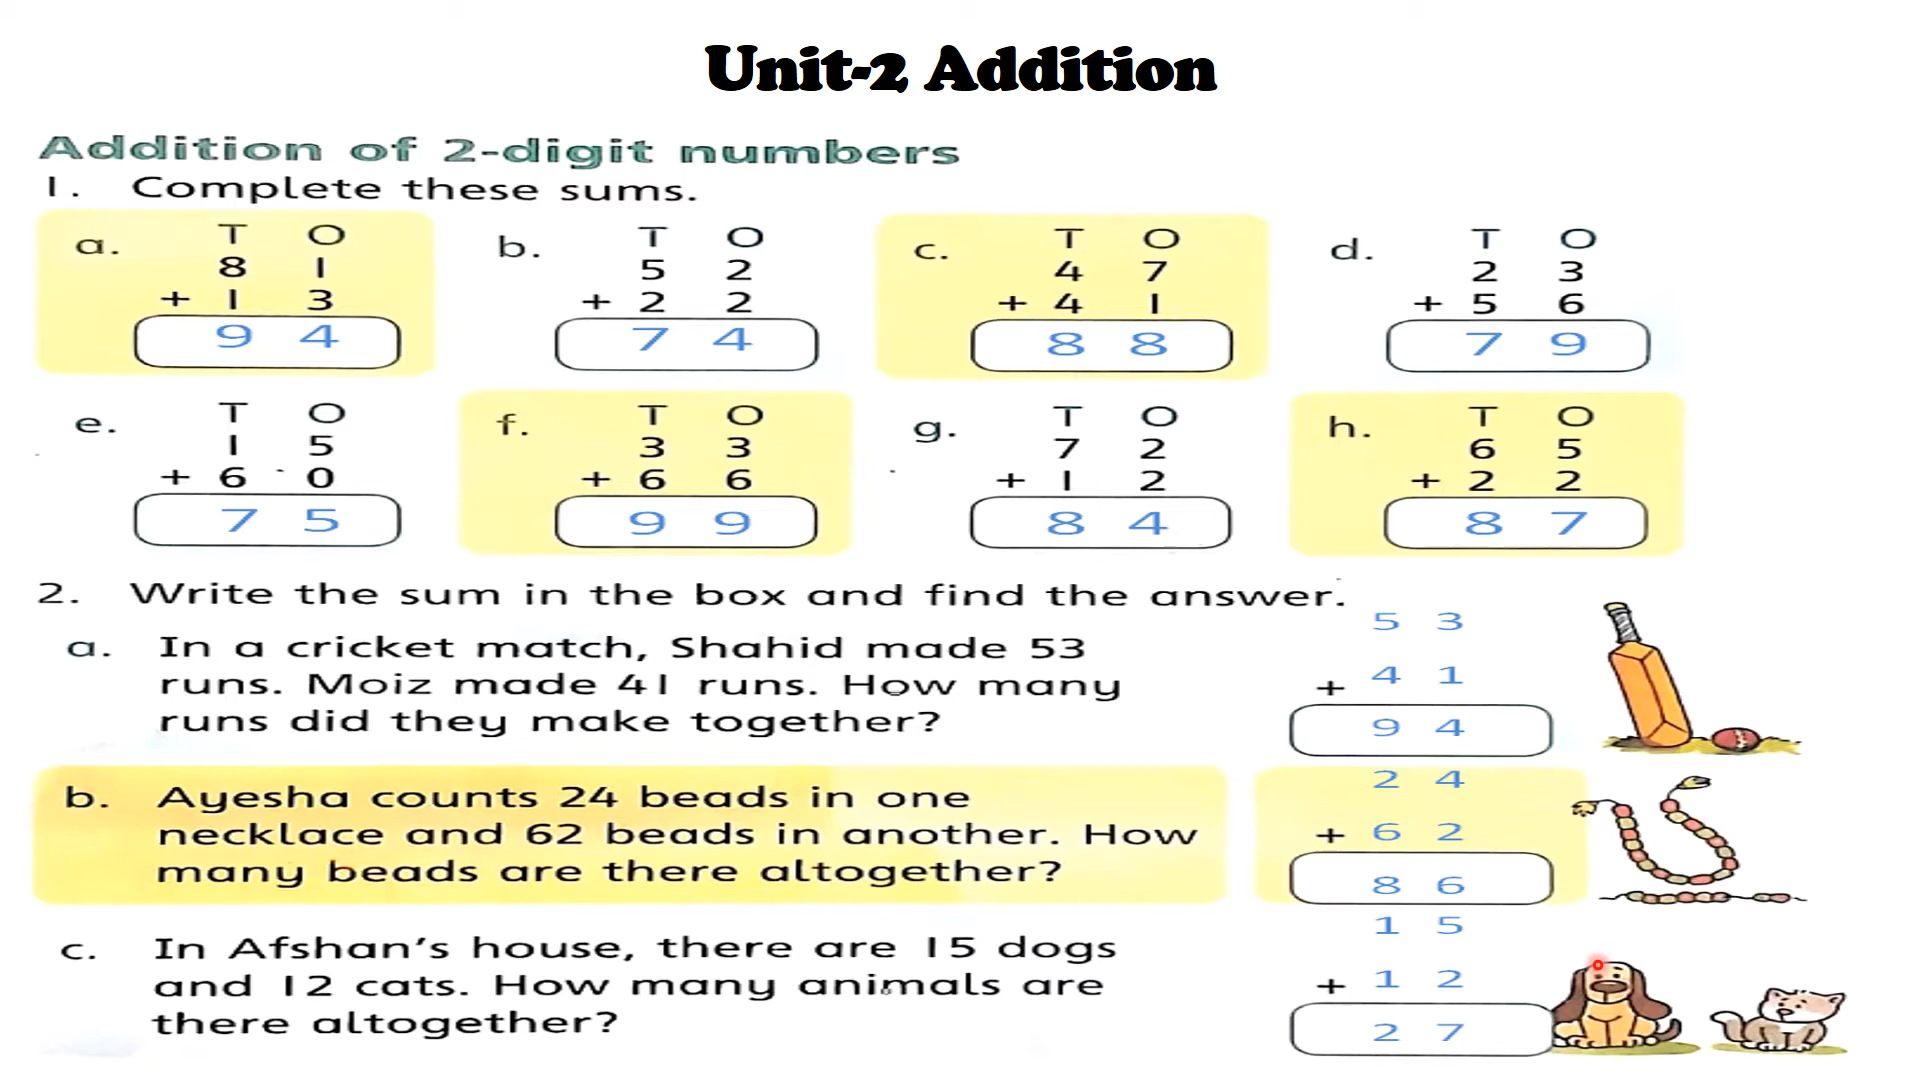 Unit-2 Addition
Addition of 2-digit numbers
1. Complete these sums.
a. T O
8 1
+ 1 3
9 4
b. T O
5 2
+ 2 2
7 4
c. T O
4 7
+ 4 1
8 8
d. T O
2 3
+ 5 6
7 9
e. T O
1 5
+ 6 0
7 5
f. T O
3 3
+ 6 6
9 9
g. T O
7 2
+ 1 2
8 4
h. T O
6 5
+ 2 2
8 7
2. Write the sum in the box and find the answer.
a. In a cricket match, Shahid made 53
runs. Moiz made 41 runs. How many
runs did they make together?
5 3
+ 4 1
9 4
b. Ayesha counts 24 beads in one
necklace and 62 beads in another. How
many beads are there altogether?
2 4
+ 6 2
8 6
c. In Afshan's house, there are 15 dogs
and 12 cats. How many animals are
there altogether?
1 5
+ 1 2
2 7